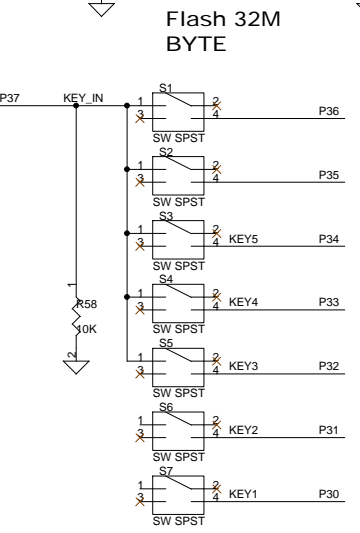 Flash 32M
BYTE
P37 KEY_IN
S1
1 2
3 4 P36
SW SPST
S2
1 2
3 4 P35
SW SPST
S3
1 2
3 4 KEY5 P34
SW SPST
S4
1 2
3 4 KEY4 P33
SW SPST
1
R58
10K
2
S5
1 2
3 4 KEY3 P32
SW SPST
S6
1 2
3 4 KEY2 P31
SW SPST
S7
1 2
3 4 KEY1 P30
SW SPST